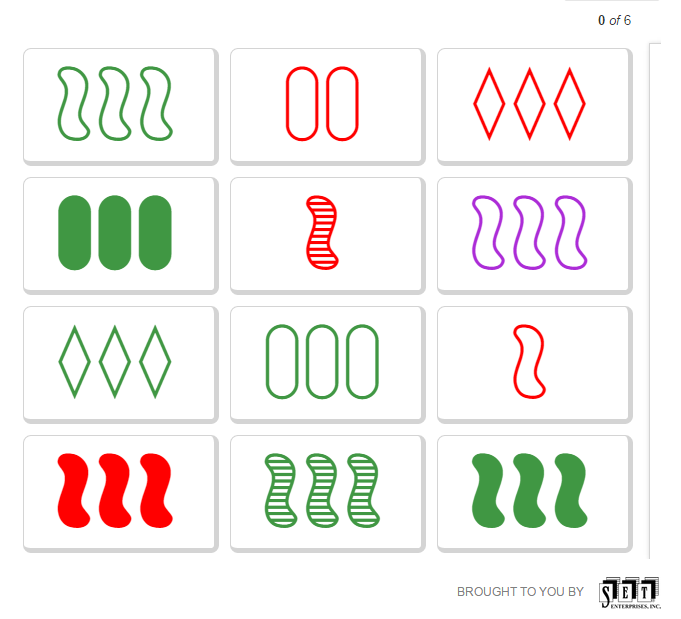 0 of 6
BROUGHT TO YOU BY
SET
ENTERPRISES, INC.